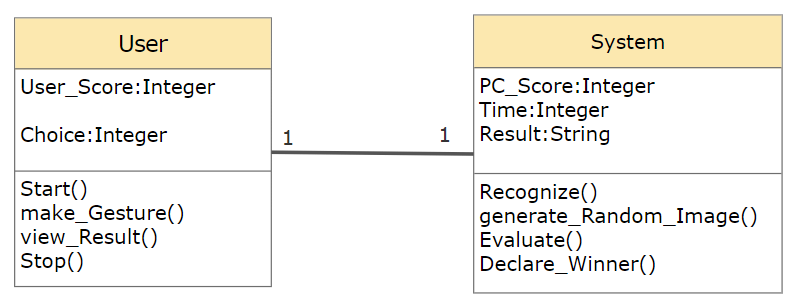 User
User_Score:Integer
Choice:Integer
Start()
make_Gesture()
view_Result()
Stop()
1
1
System
PC_Score:Integer
Time:Integer
Result:String
Recognize()
generate_Random_Image()
Evaluate()
Declare_Winner()